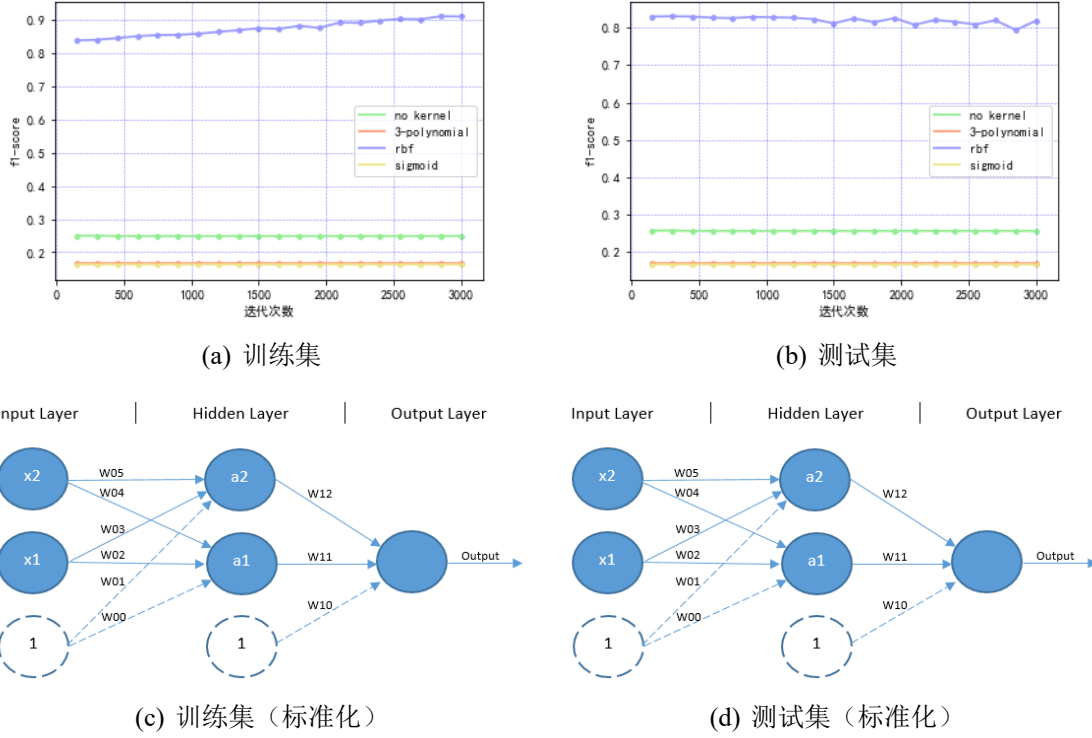 0.9
0.8
0.7
0.6
0.5
0.4
0.3
0.2
f1-score
no kernel
3-polynomial
rbf
sigmoid
0 500 1000 1500 2000 2500 3000
迭代次数
(a) 训练集
0.8
0.7
0.6
0.5
0.4
0.3
0.2
f1-score
no kernel
3-polynomial
rbf
sigmoid
0 500 1000 1500 2000 2500 3000
迭代次数
(b) 测试集
nput Layer | Hidden Layer | Output Layer
x2
W05
a2
W04
W12
W03
x1
W02
a1
W11
Output
W01
W00
W10
1
1
(c) 训练集（标准化）
Input Layer | Hidden Layer | Output Layer
x2
W05
a2
W04
W12
W03
x1
W02
a1
W11
Output
W01
W00
W10
1
1
(d) 测试集（标准化）